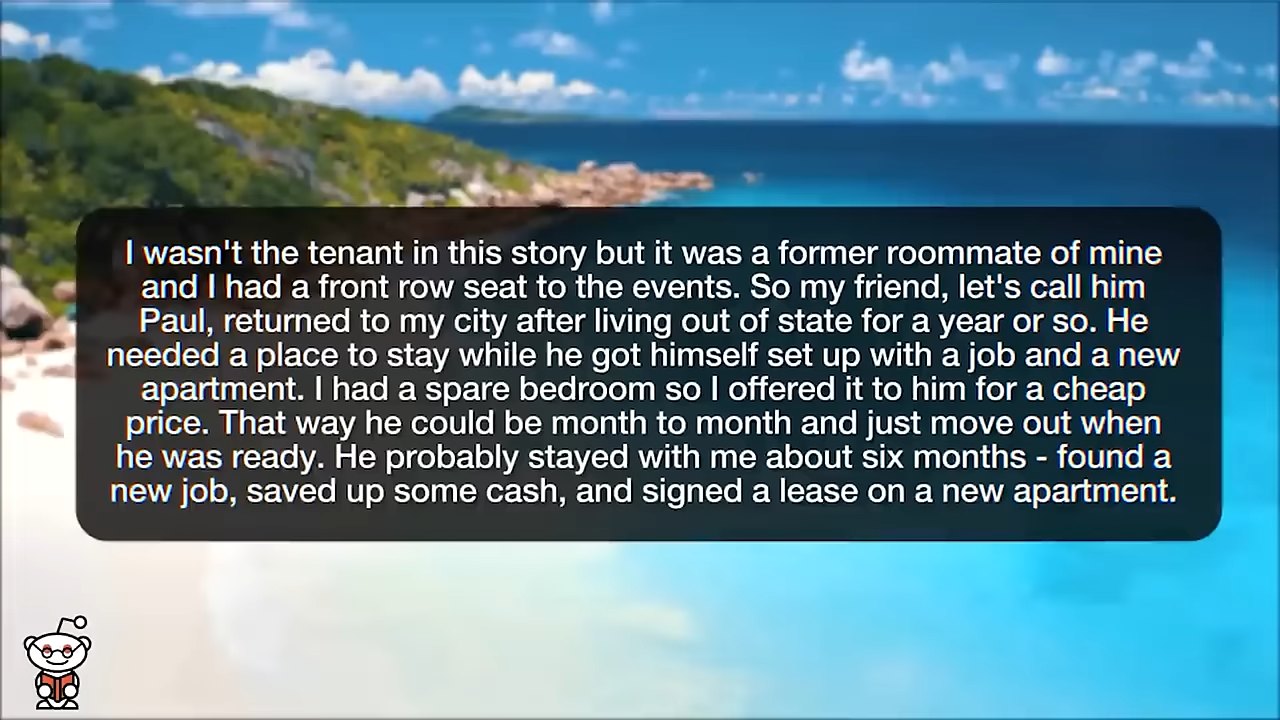 I wasn't the tenant in this story but it was a former roommate of mine
and I had a front row seat to the events. So my friend, let's call him
Paul, returned to my city after living out of state for a year or so. He
needed a place to stay while he got himself set up with a job and a new
apartment. I had a spare bedroom so I offered it to him for a cheap
price. That way he could be month to month and just move out when
he was ready. He probably stayed with me about six months - found a
new job, saved up some cash, and signed a lease on a new apartment.